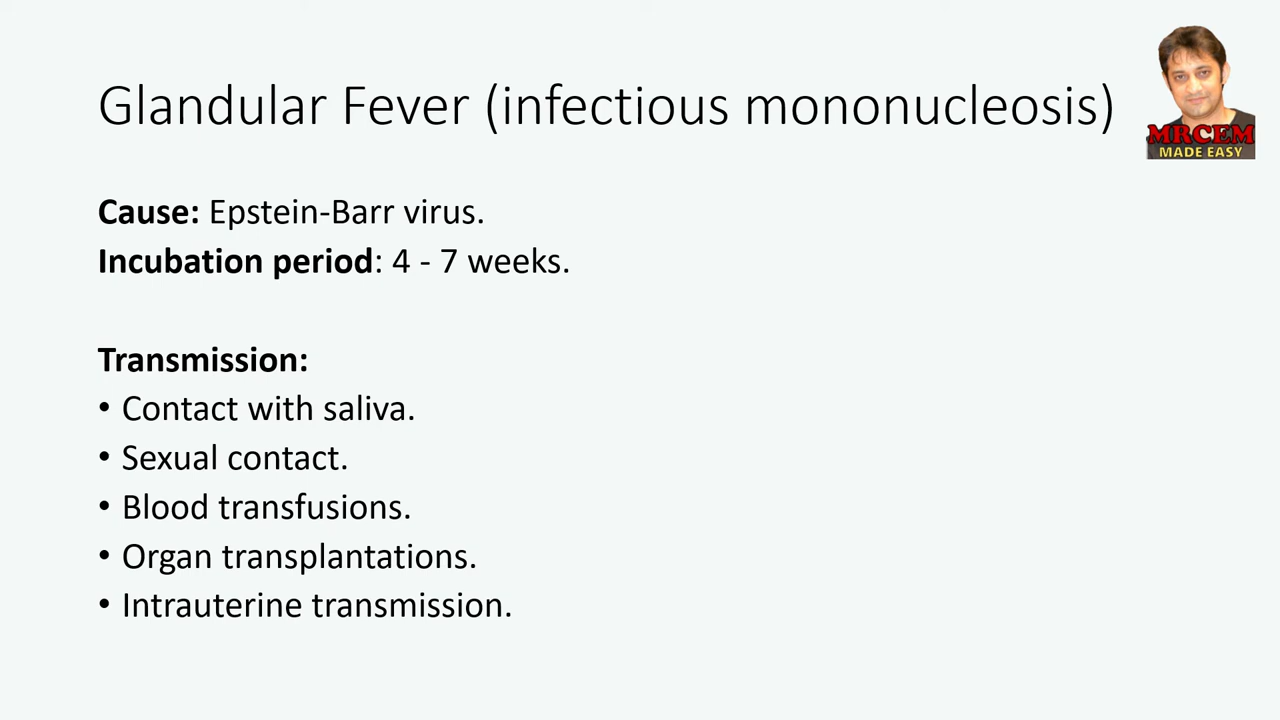 Glandular Fever (infectious mononucleosis)
MRCEM
MADE EASY
Cause: Epstein-Barr virus.
Incubation period: 4 - 7 weeks.
Transmission:
• Contact with saliva.
• Sexual contact.
• Blood transfusions.
• Organ transplantations.
• Intrauterine transmission.